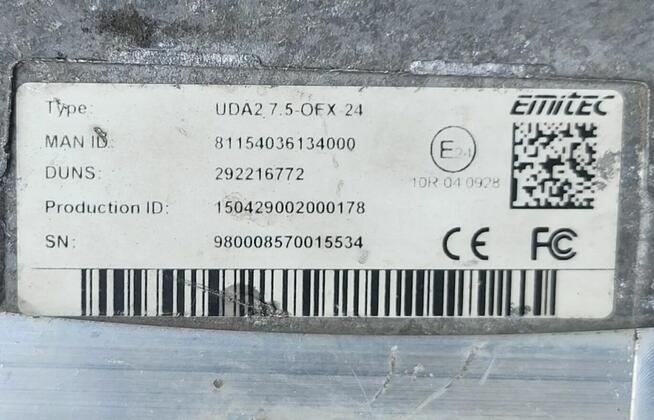 EMITEC
Type: UDA2 7.5-OEX 24
MAN ID: 81154036134000
DUNS: 292216772
E24
10R-04 0928
Production ID: 150429002000178
SN: 980008570015534
CE FC